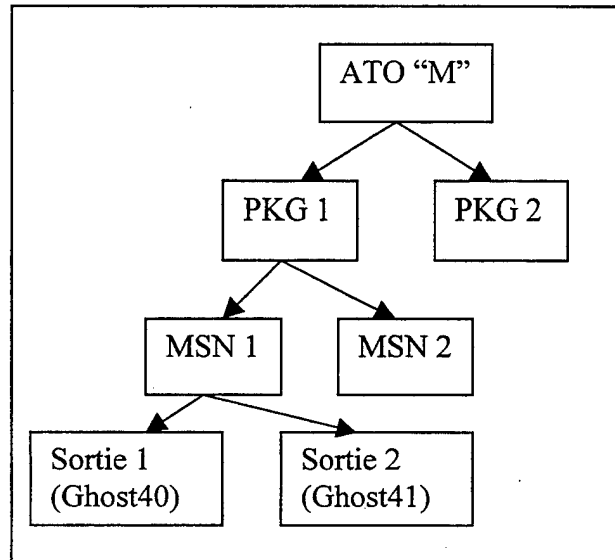 ATO “M”
PKG 1
PKG 2
MSN 1
MSN 2
Sortie 1
(Ghost40)
Sortie 2
(Ghost41)